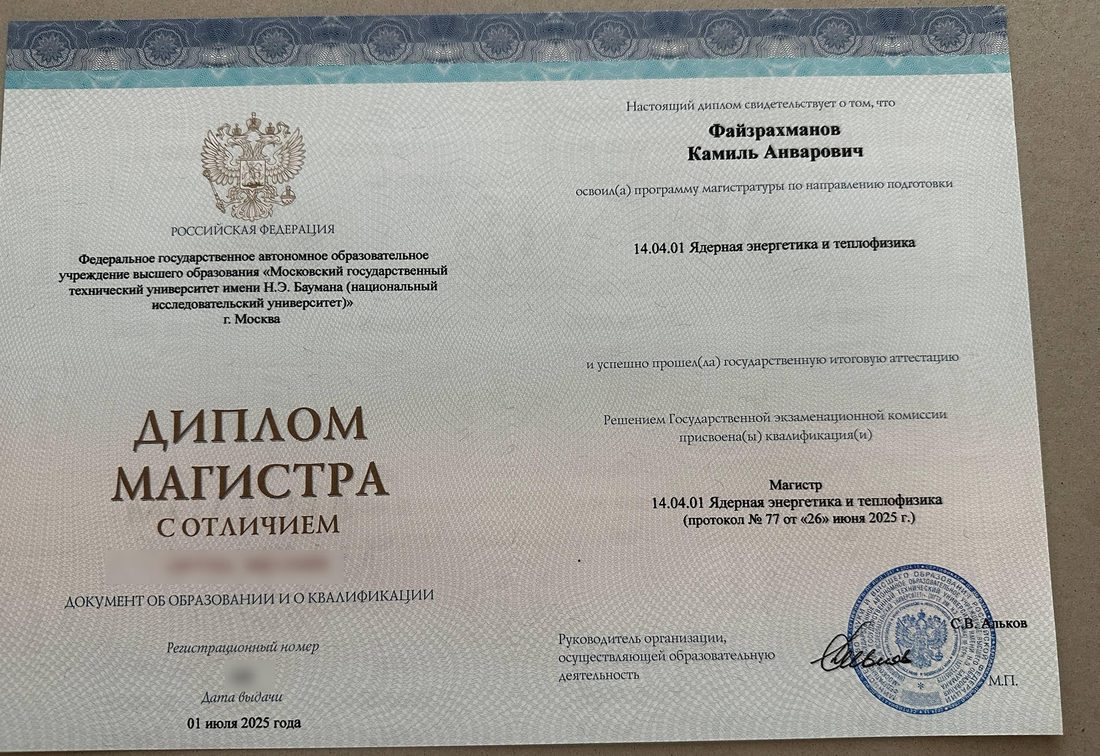 РОССИЙСКАЯ ФЕДЕРАЦИЯ
Федеральное государственное автономное образовательное
учреждение высшего образования «Московский государственный
технический университет имени Н.Э. Баумана (национальный
исследовательский университет)»
г. Москва
ДИПЛОМ
МАГИСТРА
С ОТЛИЧИЕМ
ДОКУМЕНТ ОБ ОБРАЗОВАНИИ И О КВАЛИФИКАЦИИ
Регистрационный номер
Дата выдачи
01 июля 2025 года
Настоящий диплом свидетельствует о том, что
Файзрахманов
Камиль Анварович
освоил(а) программу магистратуры по направлению подготовки
14.04.01 Ядерная энергетика и теплофизика
и успешно прошел(ла) государственную итоговую аттестацию
Решением Государственной экзаменационной комиссии
присвоена(ы) квалификация(и)
Магистр
14.04.01 Ядерная энергетика и теплофизика
(протокол № 77 от «26» июня 2025 г.)
Руководитель организации,
осуществляющей образовательную
деятельность
С.В. Альков
М.П.